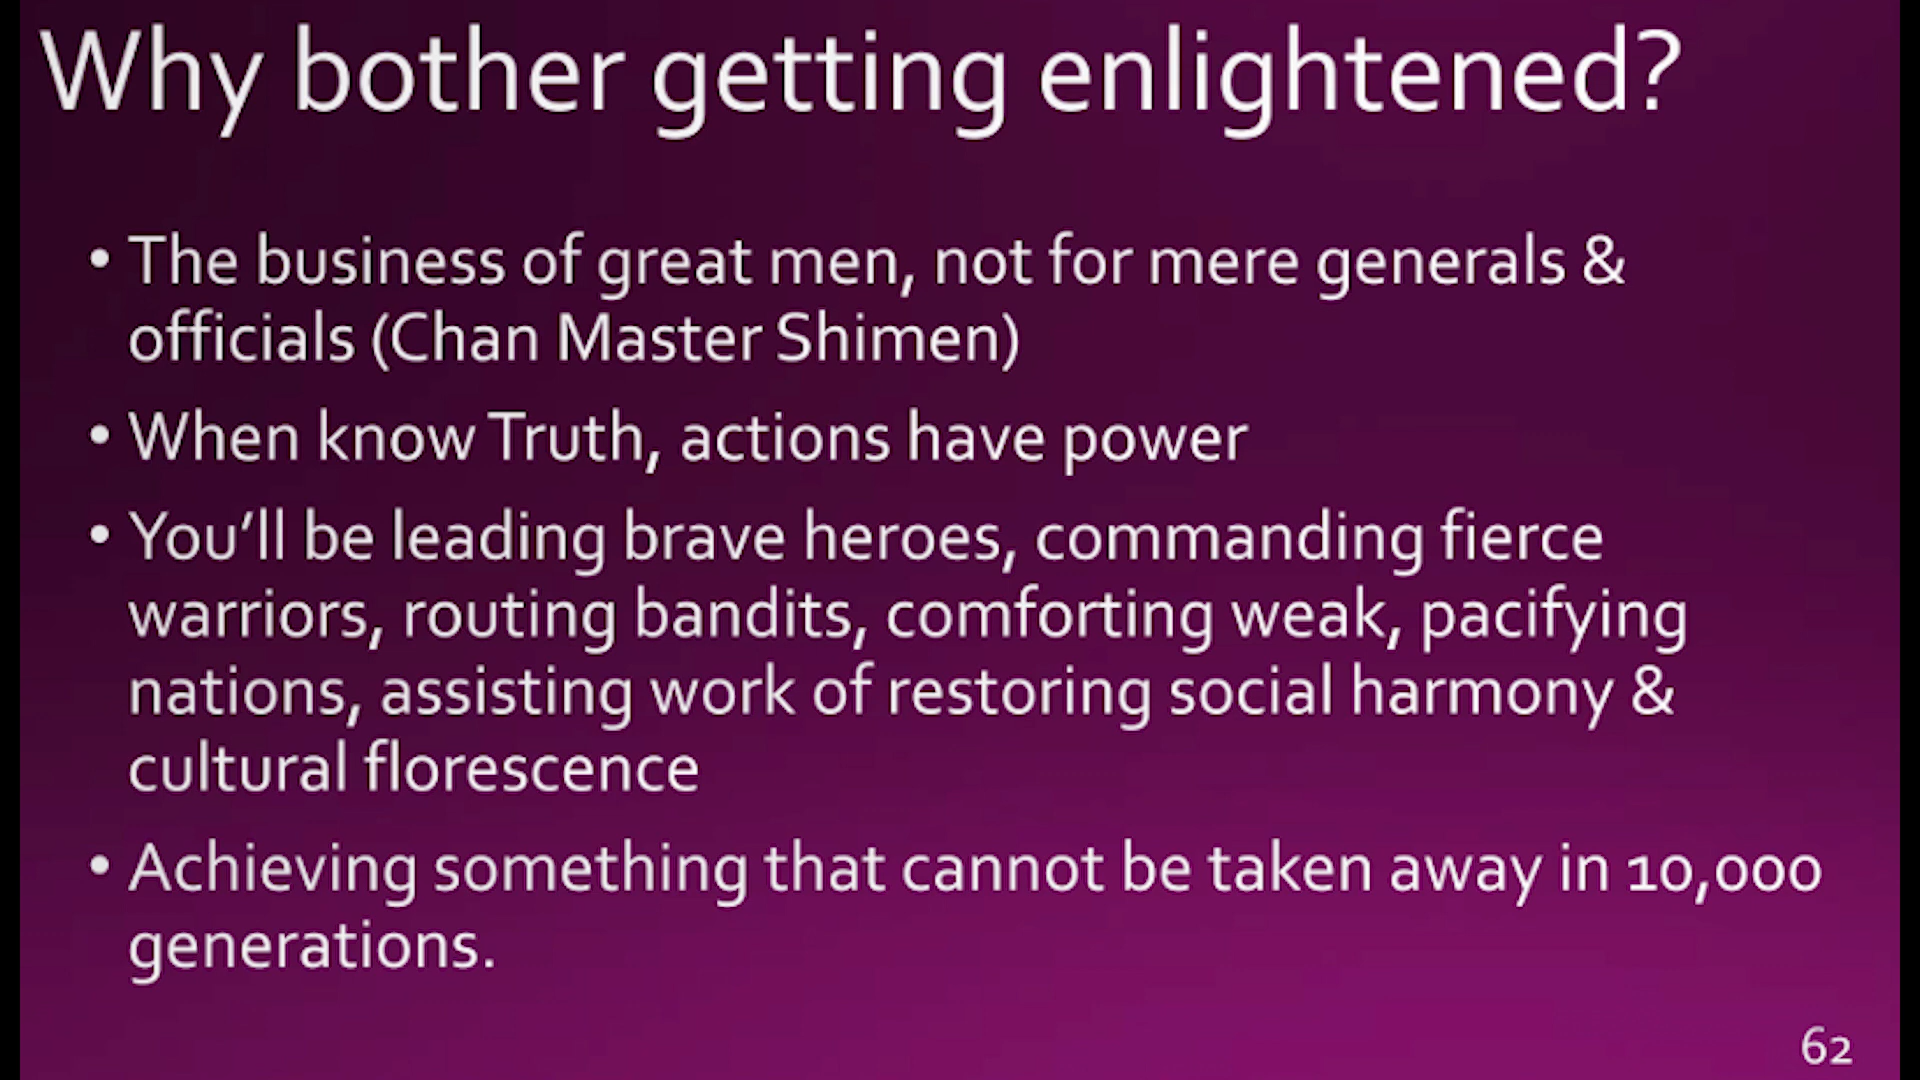 Why bother getting enlightened?
• The business of great men, not for mere generals &
officials (Chan Master Shimen)
• When know Truth, actions have power
• You’ll be leading brave heroes, commanding fierce
warriors, routing bandits, comforting weak, pacifying
nations, assisting work of restoring social harmony &
cultural florescence
• Achieving something that cannot be taken away in 10,000
generations.
62